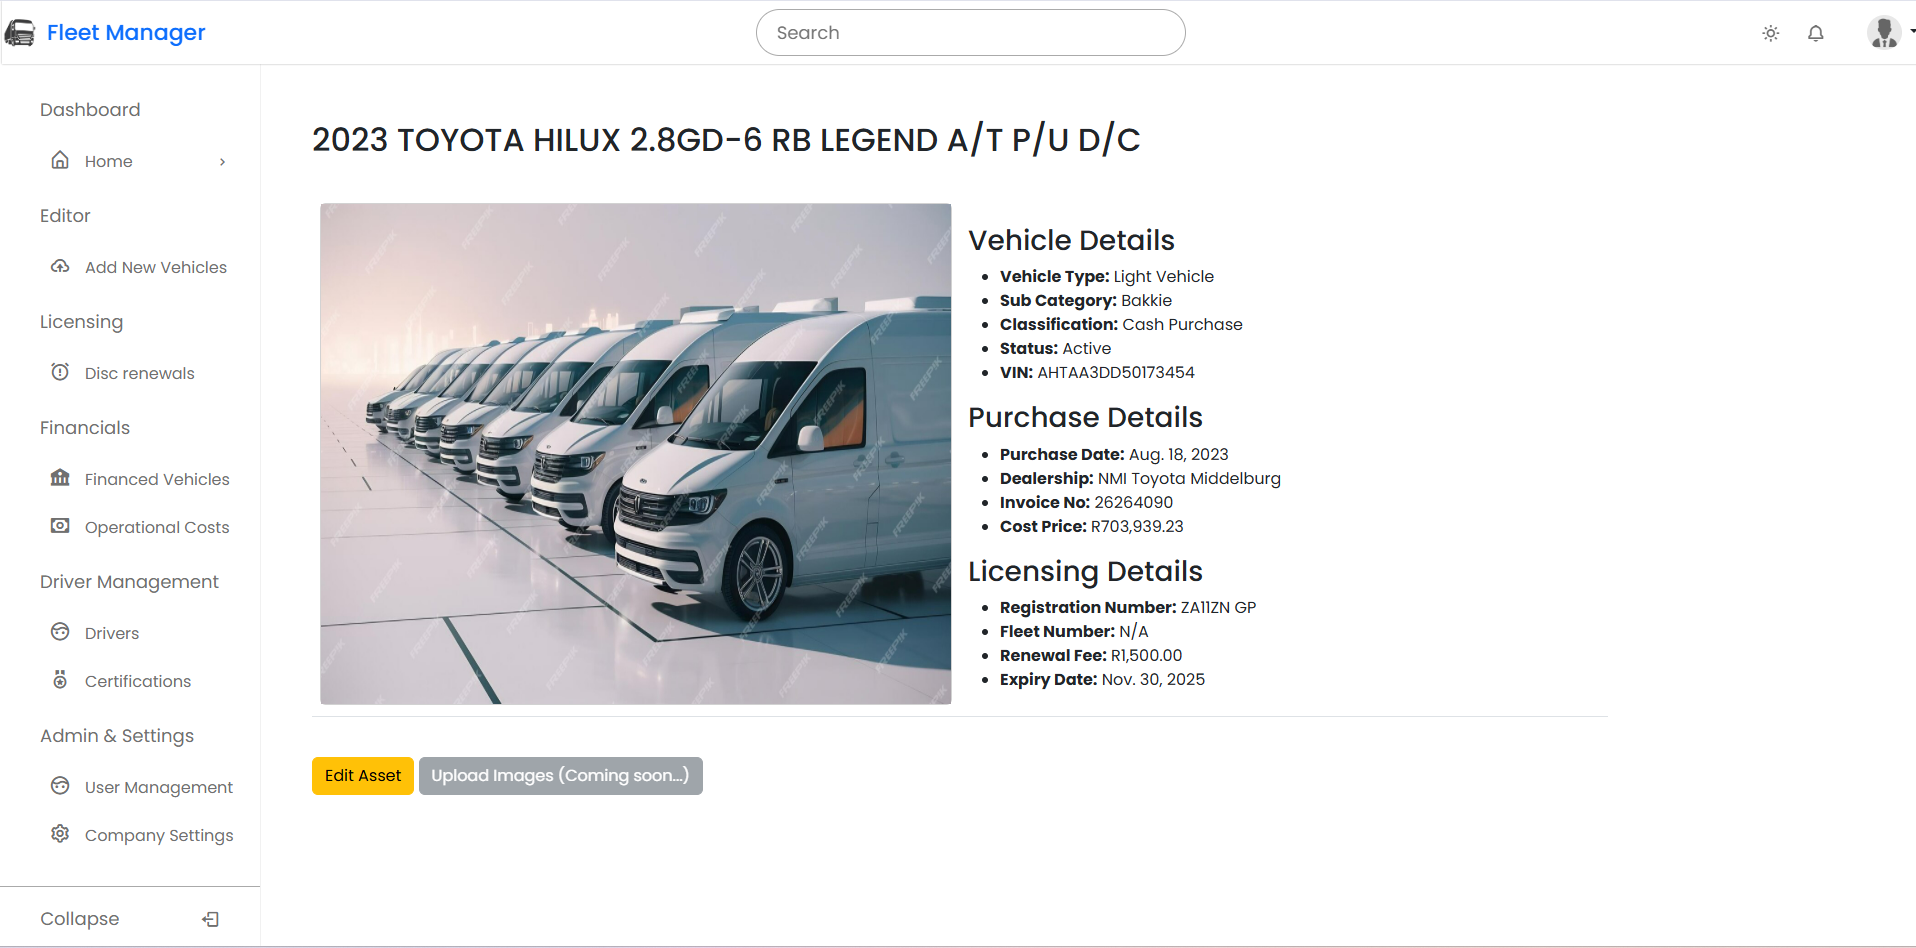 Fleet Manager
Search
Dashboard
Home
Editor
Add New Vehicles
Licensing
Disc renewals
Financials
Financed Vehicles
Operational Costs
Driver Management
Drivers
Certifications
Admin & Settings
User Management
Company Settings
Collapse
2023 TOYOTA HILUX 2.8GD-6 RB LEGEND A/T P/U D/C
FREEPIK
Vehicle Details
Vehicle Type: Light Vehicle
Sub Category: Bakkie
Classification: Cash Purchase
Status: Active
VIN: AHTAA3DD50173454
Purchase Details
Purchase Date: Aug. 18, 2023
Dealership: NMI Toyota Middelburg
Invoice No: 26264090
Cost Price: R703,939.23
Licensing Details
Registration Number: ZA11ZN GP
Fleet Number: N/A
Renewal Fee: R1,500.00
Expiry Date: Nov. 30, 2025
Edit Asset
Upload Images (Coming soon...)